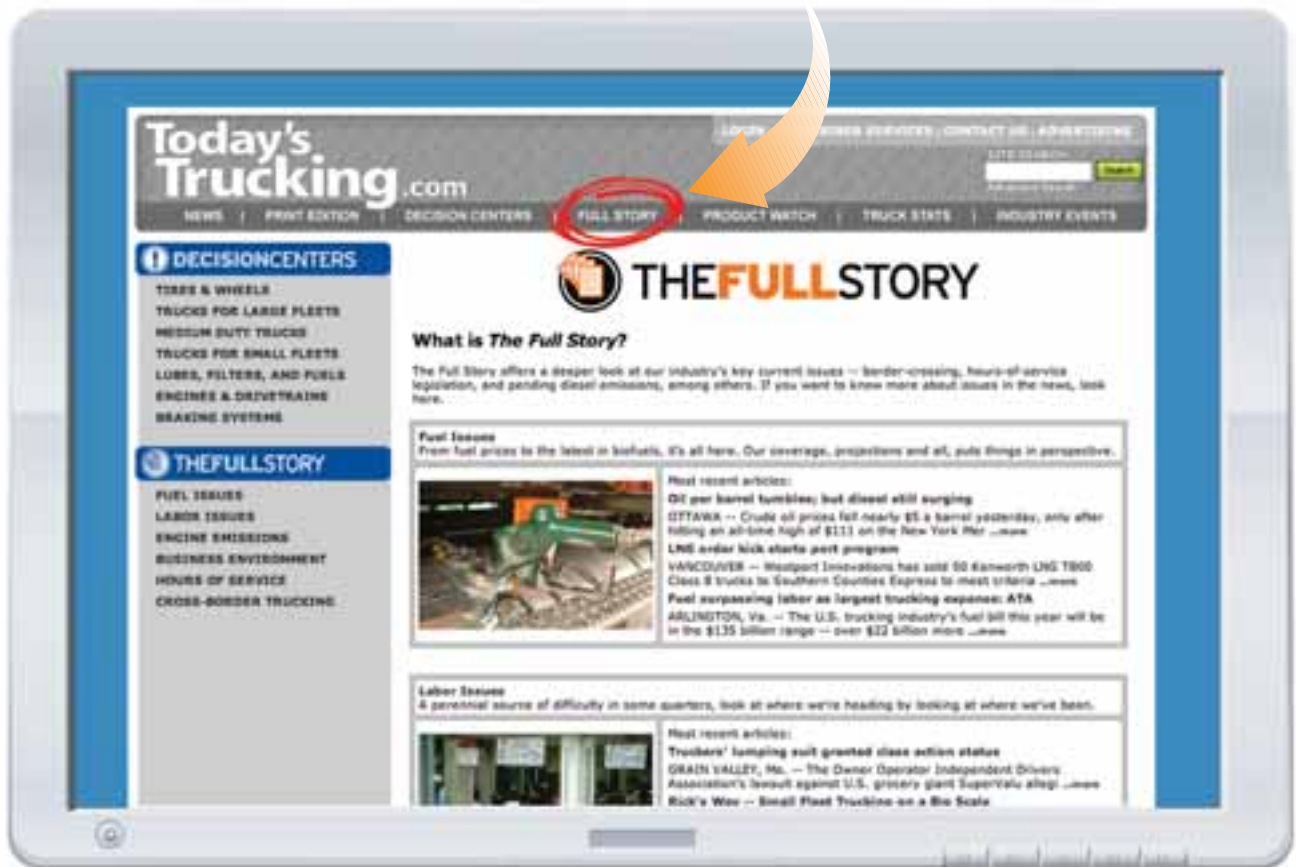 Today's
Trucking.com
LOGIN SERVICES | CONTACT US | ADVERTISING
SITE SEARCH
Search
Advanced Search
NEWS | PRINT EDITION | DECISION CENTERS | FULL STORY | PRODUCT WATCH | TRUCK STATS | INDUSTRY EVENTS
DECISIONCENTERS
TIRES & WHEELS
TRUCKS FOR LARGE FLEETS
MEDIUM DUTY TRUCKS
TRUCKS FOR SMALL FLEETS
LUBES, FILTERS, AND FUELS
ENGINES & DRIVETRAINS
BRAKING SYSTEMS
THEFULLSTORY
FUEL ISSUES
LABOR ISSUES
ENGINE EMISSIONS
BUSINESS ENVIRONMENT
HOURS OF SERVICE
CROSS-BORDER TRUCKING
THEFULLSTORY
What is The Full Story?
The Full Story offers a deeper look at our industry's key current issues -- border-crossing, hours-of-service
legislation, and pending diesel emissions, among others. If you want to know more about issues in the news, look
here.
Fuel Issues
From fuel prices to the latest in biofuels, it's all here. Our coverage, projections and all, puts things in perspective.
Most recent articles:
Oil per barrel tumbles; but diesel still surging
OTTAWA -- Crude oil prices fell nearly $5 a barrel yesterday, only after
hitting an all-time high of $111 on the New York Mer ...more
LNG order kick starts port program
VANCOUVER -- Westport Innovations has sold 50 Kenworth LNG T800
Class 8 trucks to Southern Counties Express to meet criteria ...more
Fuel surpassing labor as largest trucking expense: ATA
ARLINGTON, Va. -- The U.S. trucking industry's fuel bill this year will be
in the $135 billion range -- over $22 billion more ...more
Labor Issues
A perennial source of difficulty in some quarters, look at where we're heading by looking at where we've been.
Most recent articles:
Truckers' lumping suit granted class action status
GRAIN VALLEY, Mo. -- The Owner Operator Independent Drivers
Association's lawsuit against U.S. grocery giant SuperValu allegi ...more
Rick's Way -- Small Fleet Trucking on a Big Scale